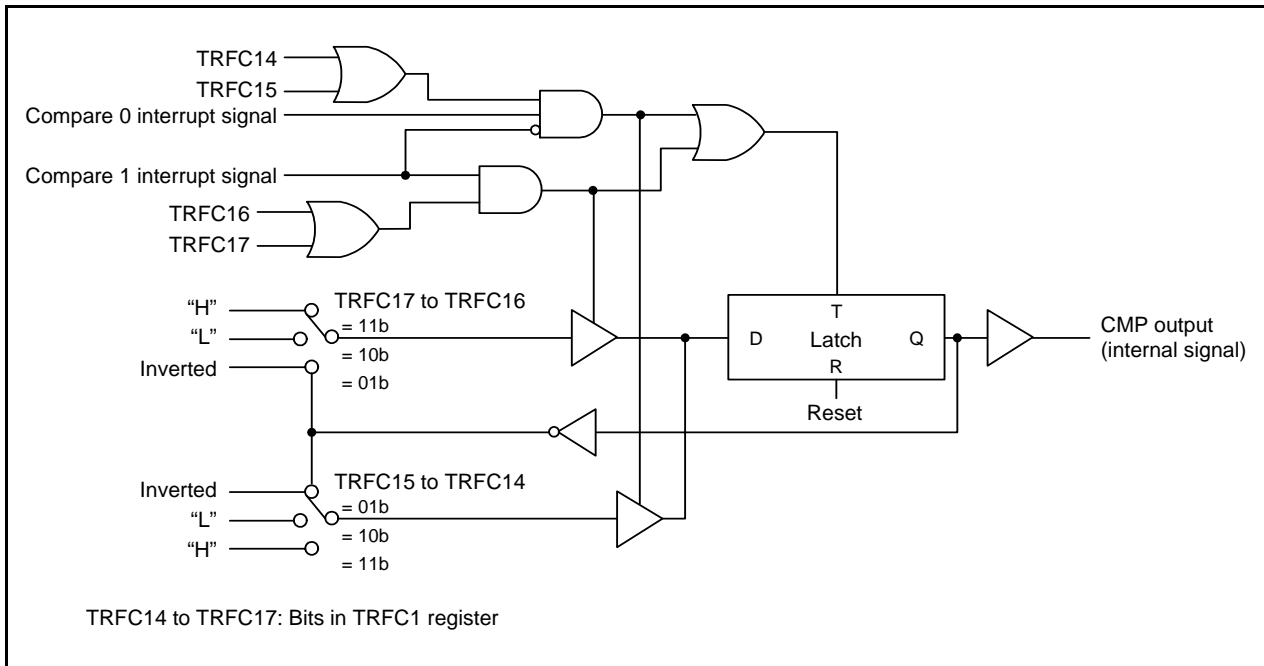 TRFC14
TRFC15
Compare 0 interrupt signal
Compare 1 interrupt signal
TRFC16
TRFC17
“H”
TRFC17 to TRFC16
= 11b
“L”
= 10b
Inverted
= 01b
T
D
Latch
Q
R
Reset
CMP output
(internal signal)
Inverted
TRFC15 to TRFC14
= 01b
“L”
= 10b
“H”
= 11b
TRFC14 to TRFC17: Bits in TRFC1 register